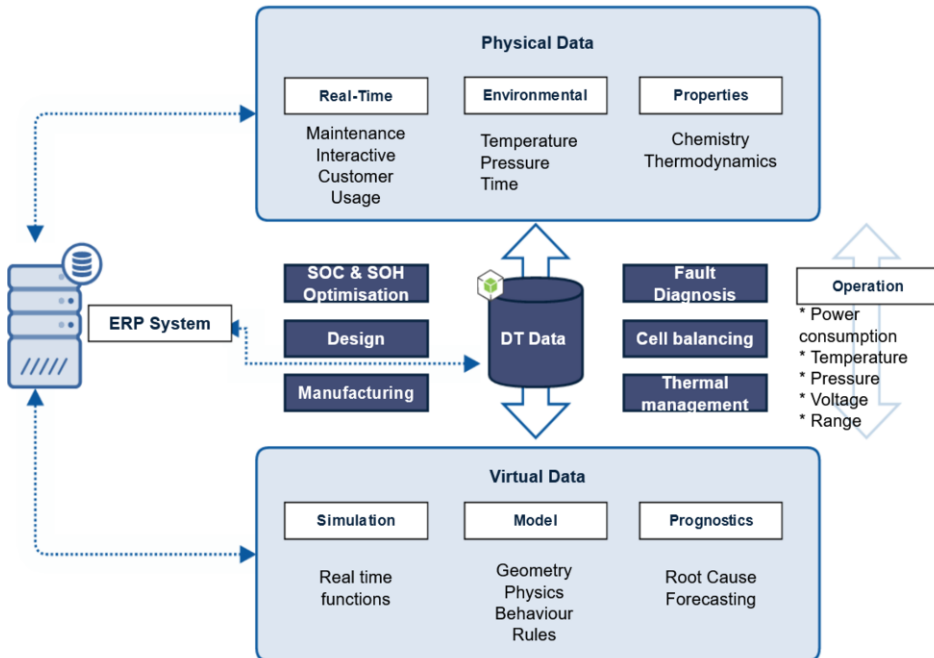 Physical Data
Real-Time
Maintenance
Interactive
Customer
Usage
Environmental
Temperature
Pressure
Time
Properties
Chemistry
Thermodynamics
ERP System
SOC & SOH
Optimisation
Design
Manufacturing
DT Data
Fault
Diagnosis
Cell balancing
Thermal
management
Operation
* Power
consumption
* Temperature
* Pressure
* Voltage
* Range
Virtual Data
Simulation
Real time
functions
Model
Geometry
Physics
Behaviour
Rules
Prognostics
Root Cause
Forecasting